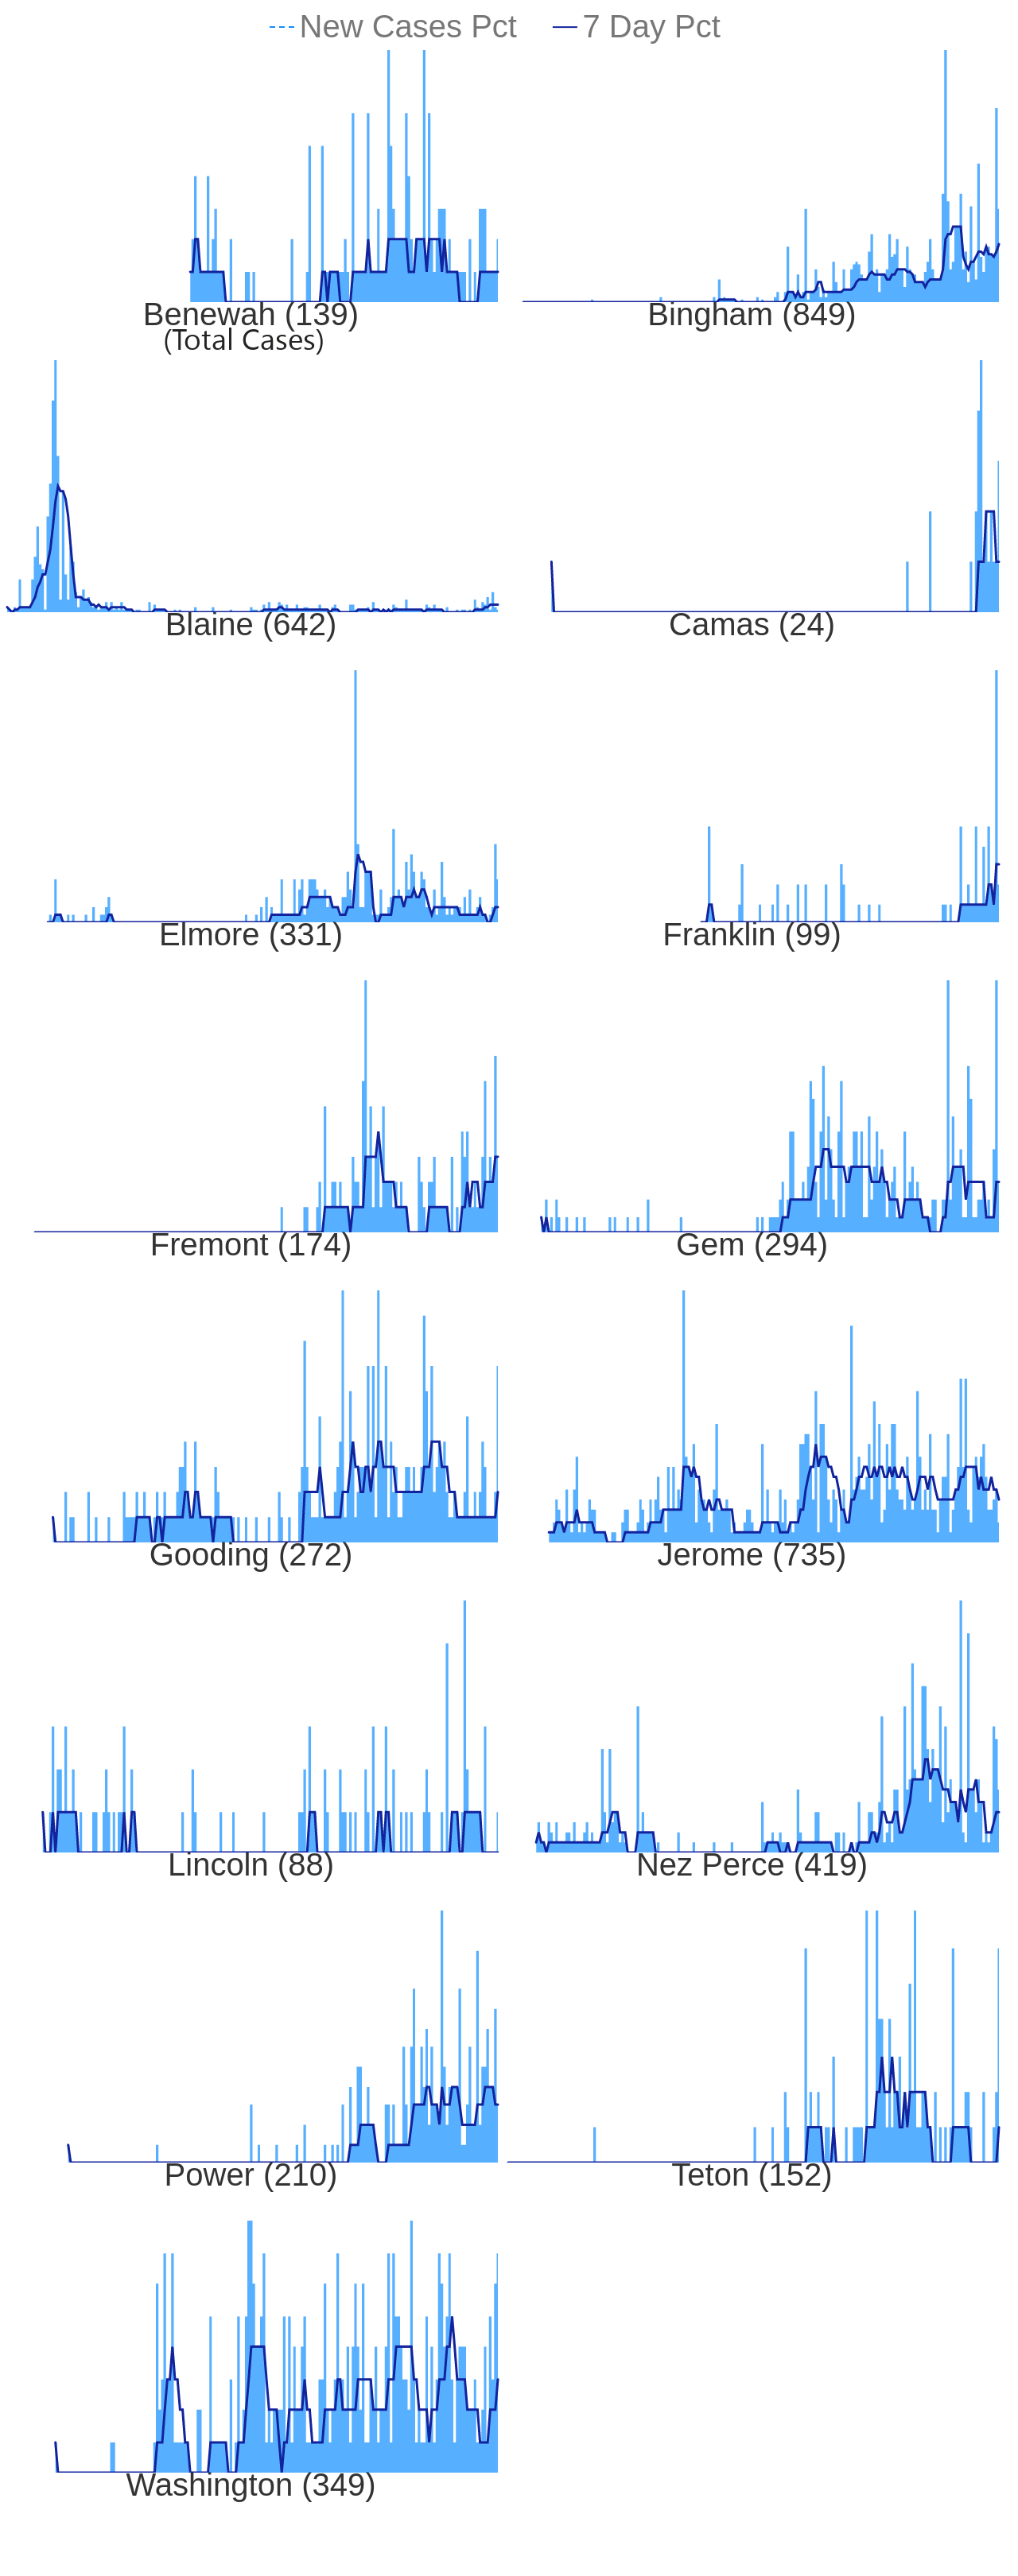 New Cases Pct 7 Day Pct
Benewah (139) Bingham (849)
(Total Cases)
Blaine (642) Camas (24)
Elmore (331) Franklin (99)
Fremont (174) Gem (294)
Gooding (272) Jerome (735)
Lincoln (88) Nez Perce (419)
Power (210) Teton (152)
Washington (349)